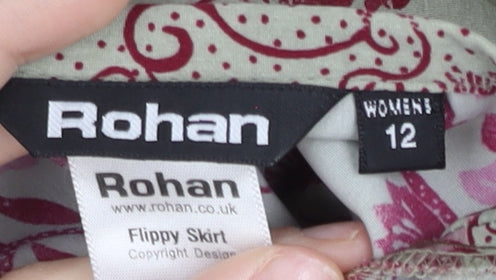 Rohan
WOMENS
12
Rohan
www.rohan.co.uk
Flippy Skirt
Copyright Design